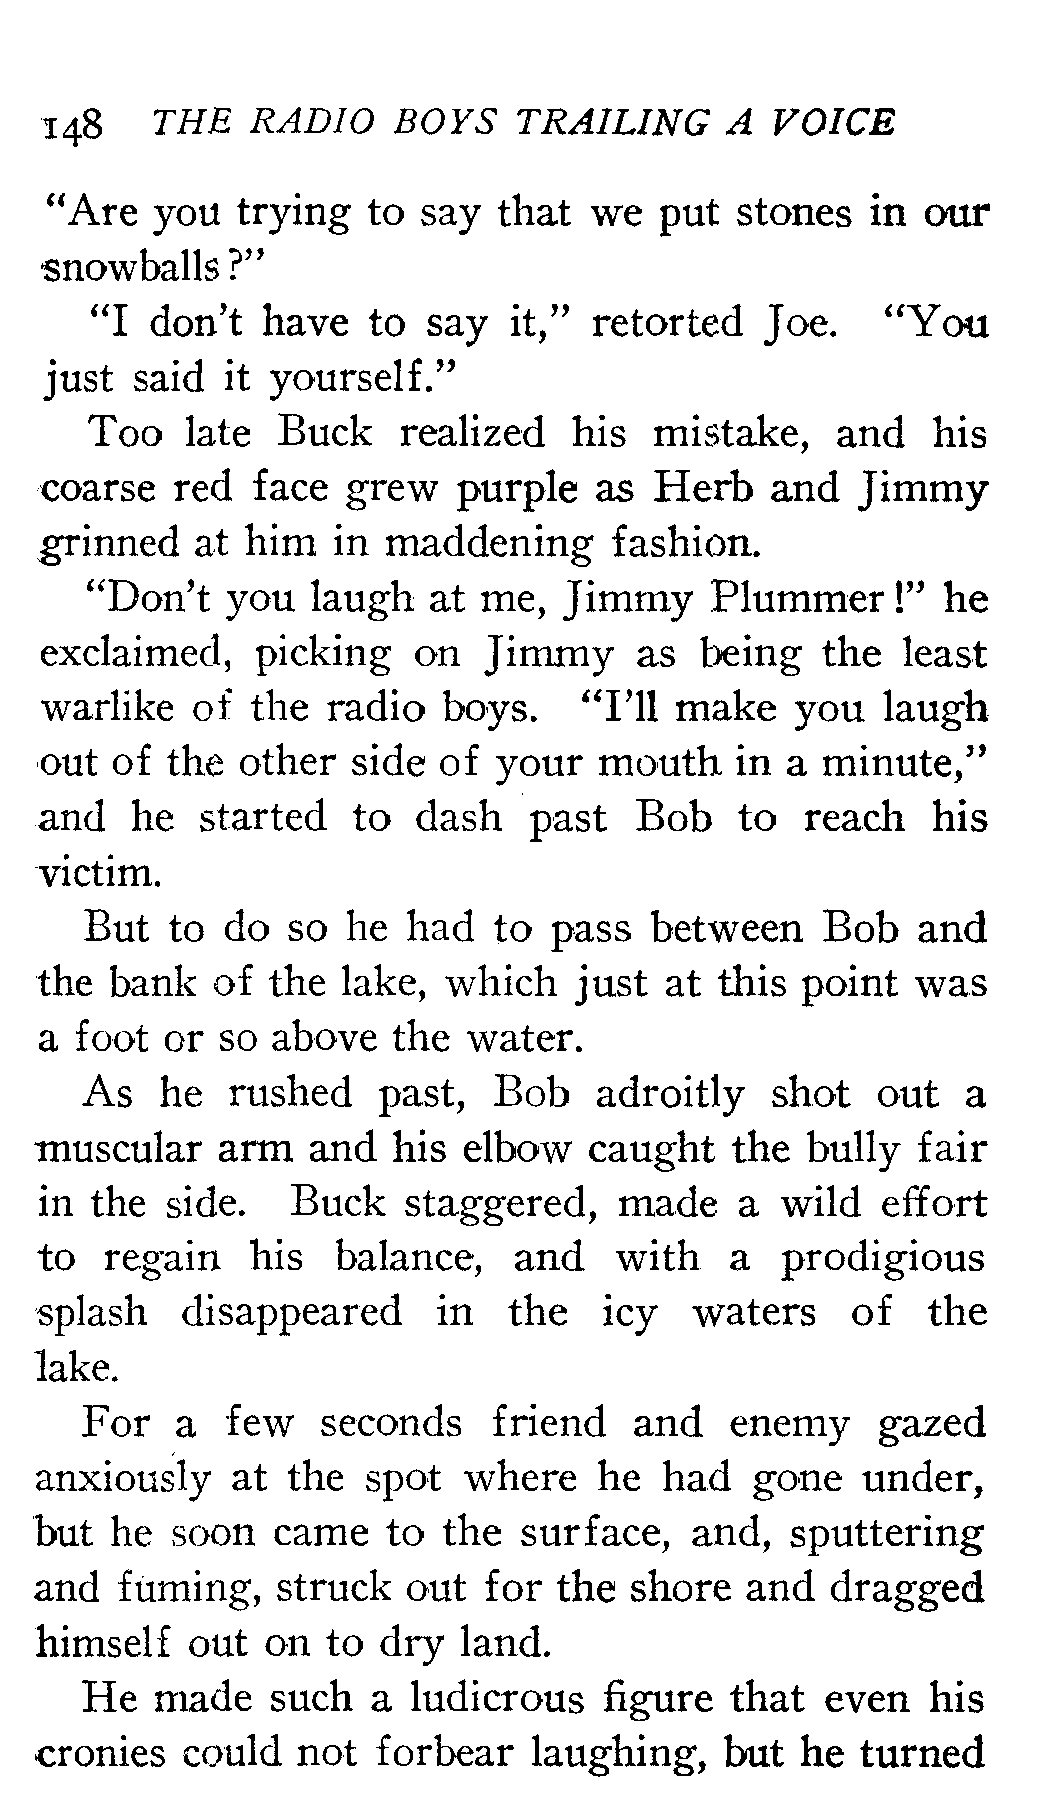 148 THE RADIO BOYS TRAILING A VOICE
"Are you trying to say that we put stones in our
snowballs?"
"I don't have to say it," retorted Joe. "You
just said it yourself."
Too late Buck realized his mistake, and his
coarse red face grew purple as Herb and Jimmy
grinned at him in maddening fashion.
"Don't you laugh at me, Jimmy Plummer!" he
exclaimed, picking on Jimmy as being the least
warlike of the radio boys. "I'll make you laugh
out of the other side of your mouth in a minute,"
and he started to dash past Bob to reach his
victim.
But to do so he had to pass between Bob and
the bank of the lake, which just at this point was
a foot or so above the water.
As he rushed past, Bob adroitly shot out a
muscular arm and his elbow caught the bully fair
in the side. Buck staggered, made a wild effort
to regain his balance, and with a prodigious
splash disappeared in the icy waters of the
lake.
For a few seconds friend and enemy gazed
anxiously at the spot where he had gone under,
but he soon came to the surface, and, sputtering
and fuming, struck out for the shore and dragged
himself out on to dry land.
He made such a ludicrous figure that even his
cronies could not forbear laughing, but he turned